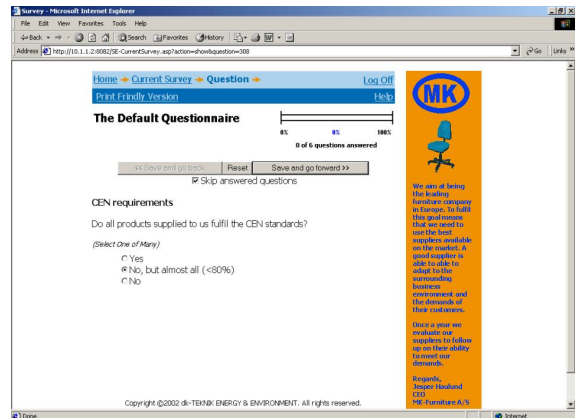 Survey - Microsoft Internet Explorer
File Edit View Favorites Tools Help
Back Search Favorites History
Address http://10.1.1.2:8082/SE-CurrentSurvey.asp?action=show&question=308 Go Links »
Home Current Survey Question Log Off
Print Frindly Version Help
The Default Questionnaire
0% 0% 100%
0 of 6 questions answered
<< Save and go back Reset Save and go forward >>
Skip answered questions
CEN requirements
Do all products supplied to us fulfil the CEN standards?
(Select One of Many)
Yes
No, but almost all (<80%)
No
Copyright ©2002 dk-TEKNIK ENERGY & ENVIRONMENT. All rights reserved.
MK
We aim at being
the leading
furniture company
in Europe. To fulfil
this goal means
that we need to
use the best
suppliers available
on the market. A
good supplier is
able to able to
adapt to the
surrounding
business
environment and
the demands of
their customers.
Once a year we
evaluate our
suppliers to follow
up on their ability
to meet our
demands.
Regards,
Jesper Haulund
CEO
MK-Furniture A/S
Done Internet